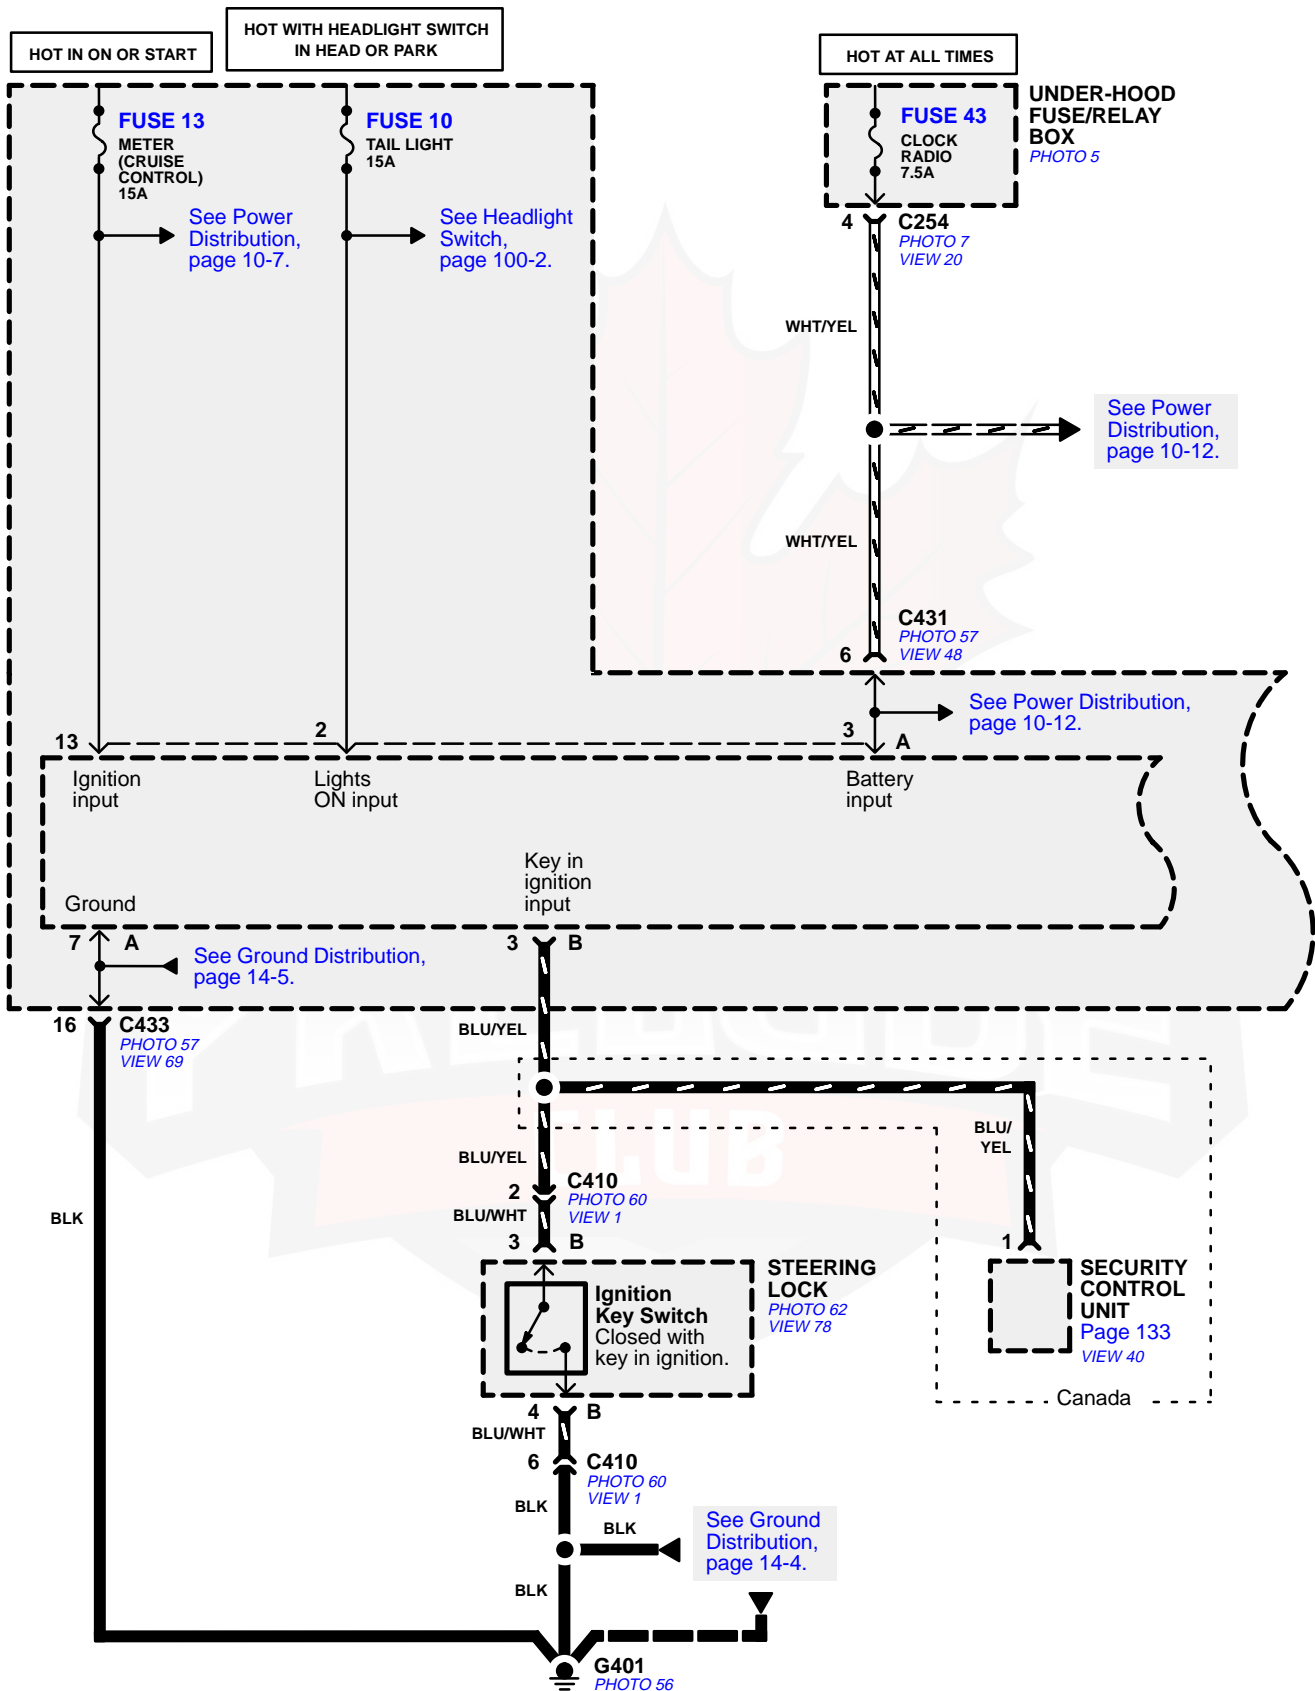 HOT IN ON OR START
HOT WITH HEADLIGHT SWITCH
IN HEAD OR PARK
HOT AT ALL TIMES
FUSE 13
METER
(CRUISE
CONTROL)
15A
FUSE 10
TAIL LIGHT
15A
FUSE 43
CLOCK
RADIO
7.5A
UNDER-HOOD
FUSE/RELAY
BOX
PHOTO 5
See Power
Distribution,
page 10-7.
See Headlight
Switch,
page 100-2.
4
C254
PHOTO 7
VIEW 20
WHT/YEL
See Power
Distribution,
page 10-12.
WHT/YEL
C431
PHOTO 57
VIEW 48
6
See Power Distribution,
page 10-12.
13
2
3
A
Ignition
input
Lights
ON input
Battery
input
Key in
ignition
input
Ground
7
A
3
B
See Ground Distribution,
page 14-5.
16
C433
PHOTO 57
VIEW 69
BLU/YEL
CLUB
BLU/
YEL
BLU/YEL
2
C410
PHOTO 60
VIEW 1
BLU/WHT
BLK
3
B
1
STEERING
LOCK
PHOTO 62
VIEW 78
Ignition
Key Switch
Closed with
key in ignition.
SECURITY
CONTROL
UNIT
Page 133
VIEW 40
Canada
4
B
BLU/WHT
6
C410
PHOTO 60
VIEW 1
BLK
BLK
See Ground
Distribution,
page 14-4.
BLK
G401
PHOTO 56